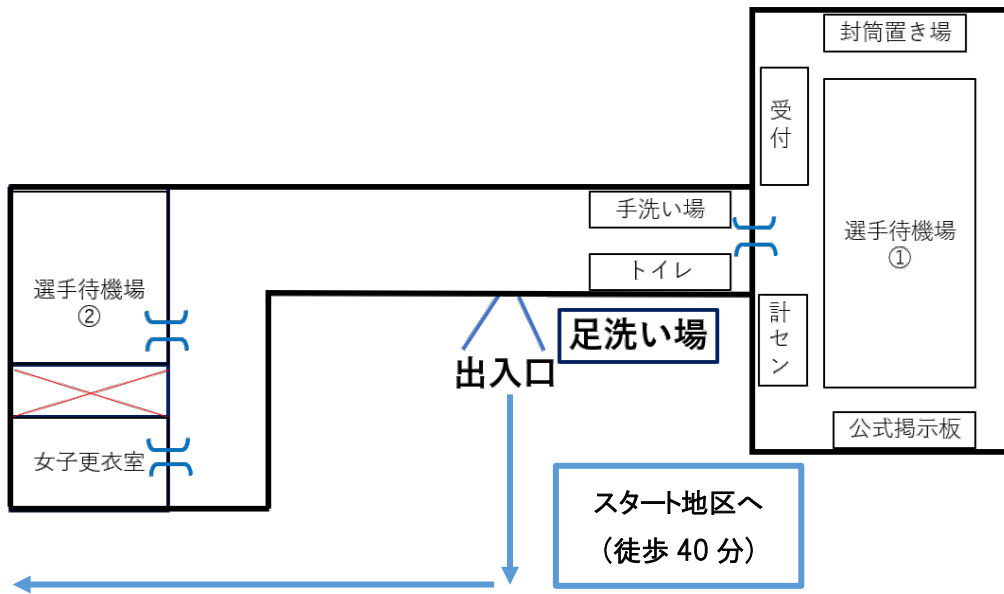 封筒置き場
受
付
手洗い場
選手待機場
①
トイレ
選手待機場
②
計
セ
ン
足洗い場
出入口
公式掲示板
女子更衣室
スタート地区へ
(徒歩 40 分)